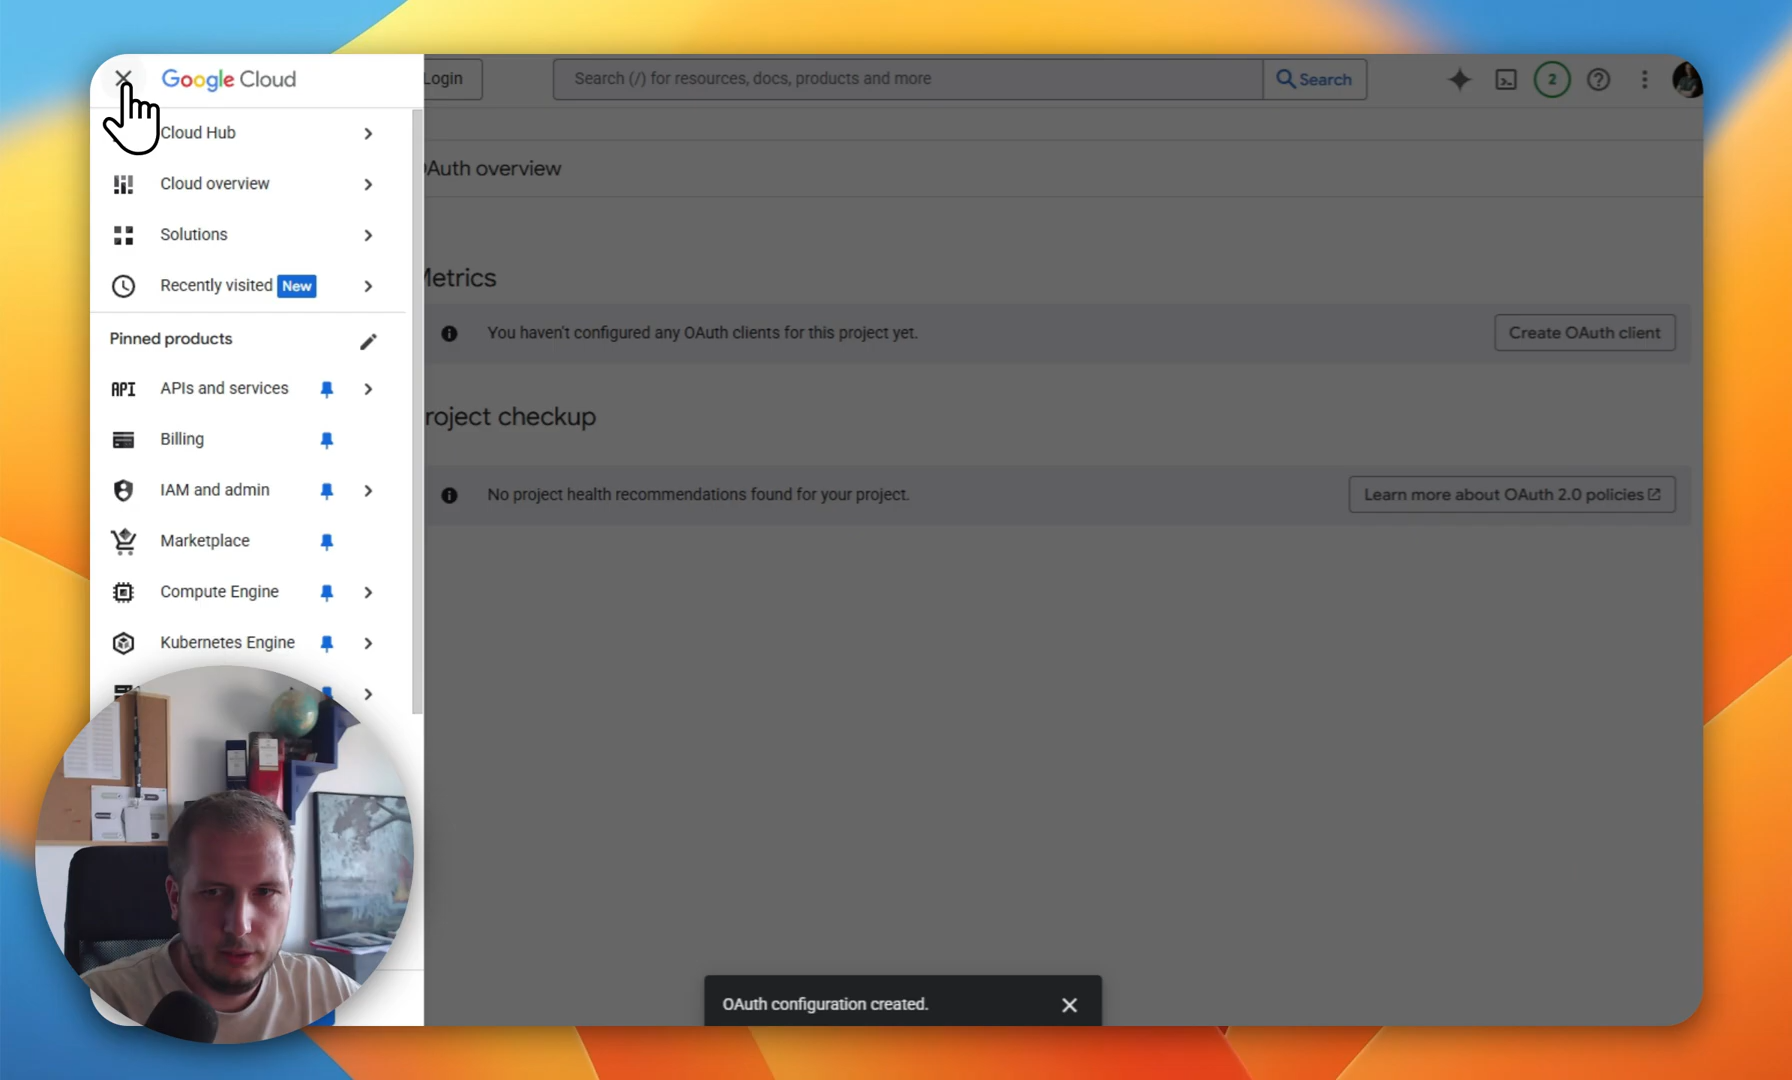 Google Cloud
Login
Search (/) for resources, docs, products and more
Search
2
Cloud Hub
Cloud overview
Solutions
Recently visited New
Pinned products
API APIs and services
Billing
IAM and admin
Marketplace
Compute Engine
Kubernetes Engine
Auth overview
Metrics
You haven't configured any OAuth clients for this project yet.
Create OAuth client
roject checkup
No project health recommendations found for your project.
Learn more about OAuth 2.0 policies
OAuth configuration created.